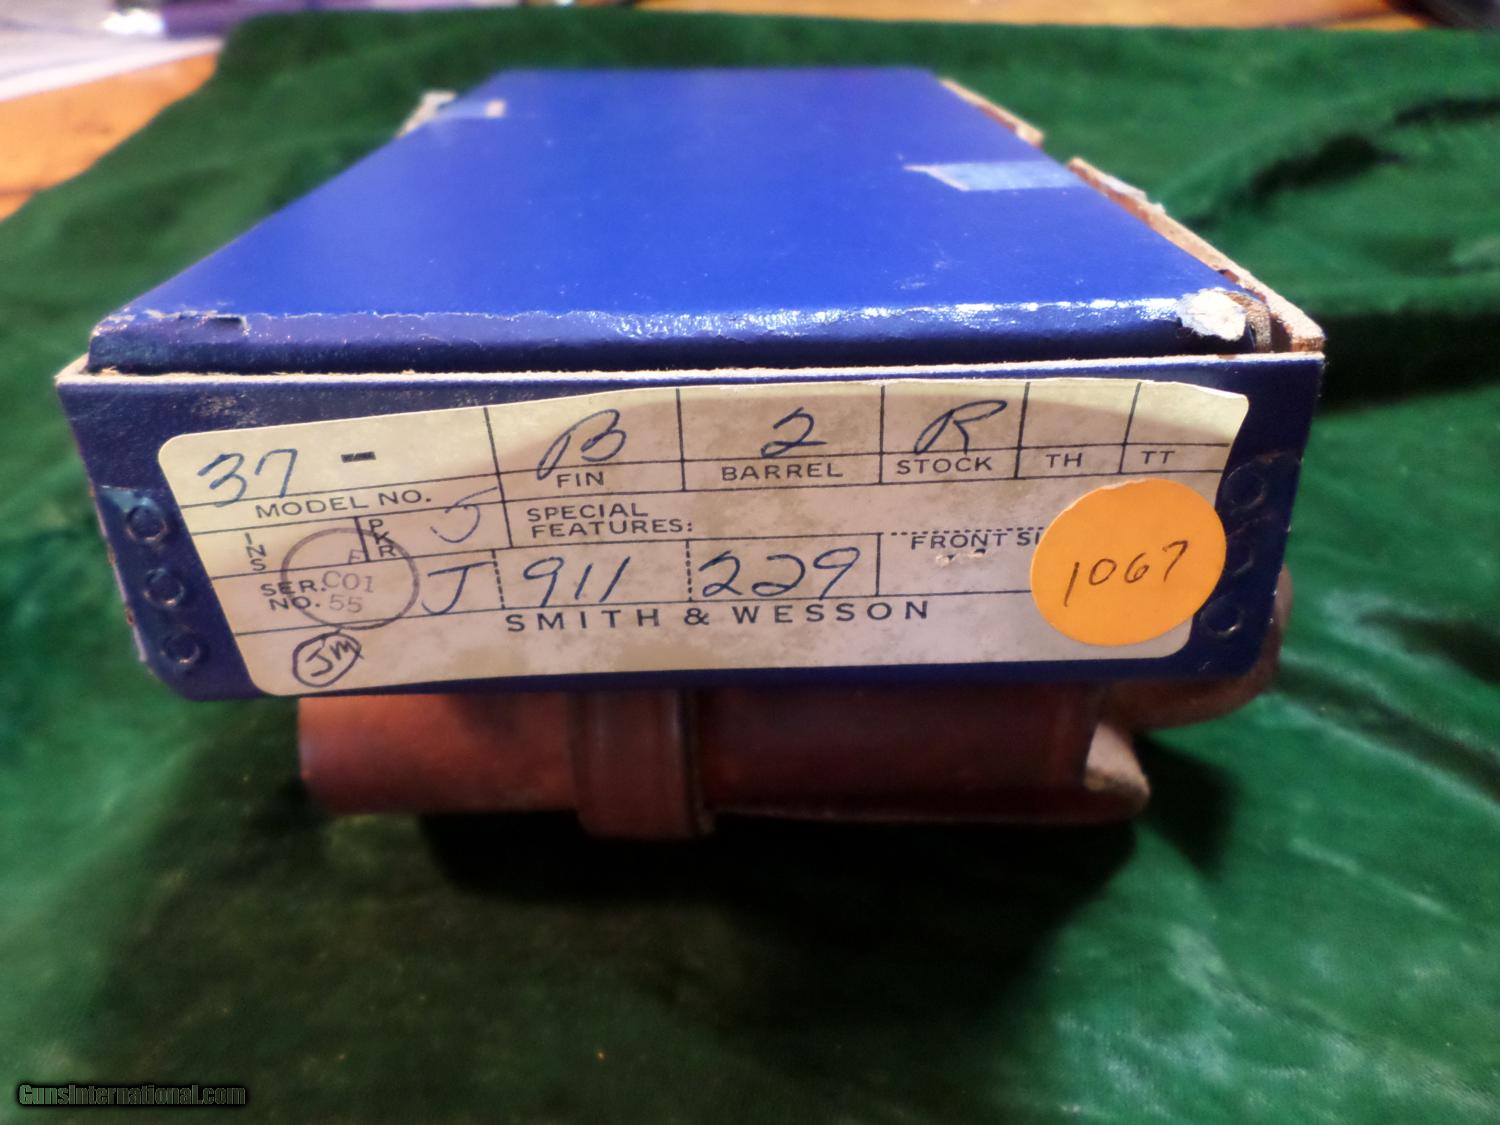 37 - B 2 R
MODEL NO. FIN BARREL STOCK TH TT
INS PKR J SPECIAL
FEATURES:
SER. NO. J 911 229 FRONT
F
C01
55
SMITH & WESSON
JM
1067
GunsInternational.com